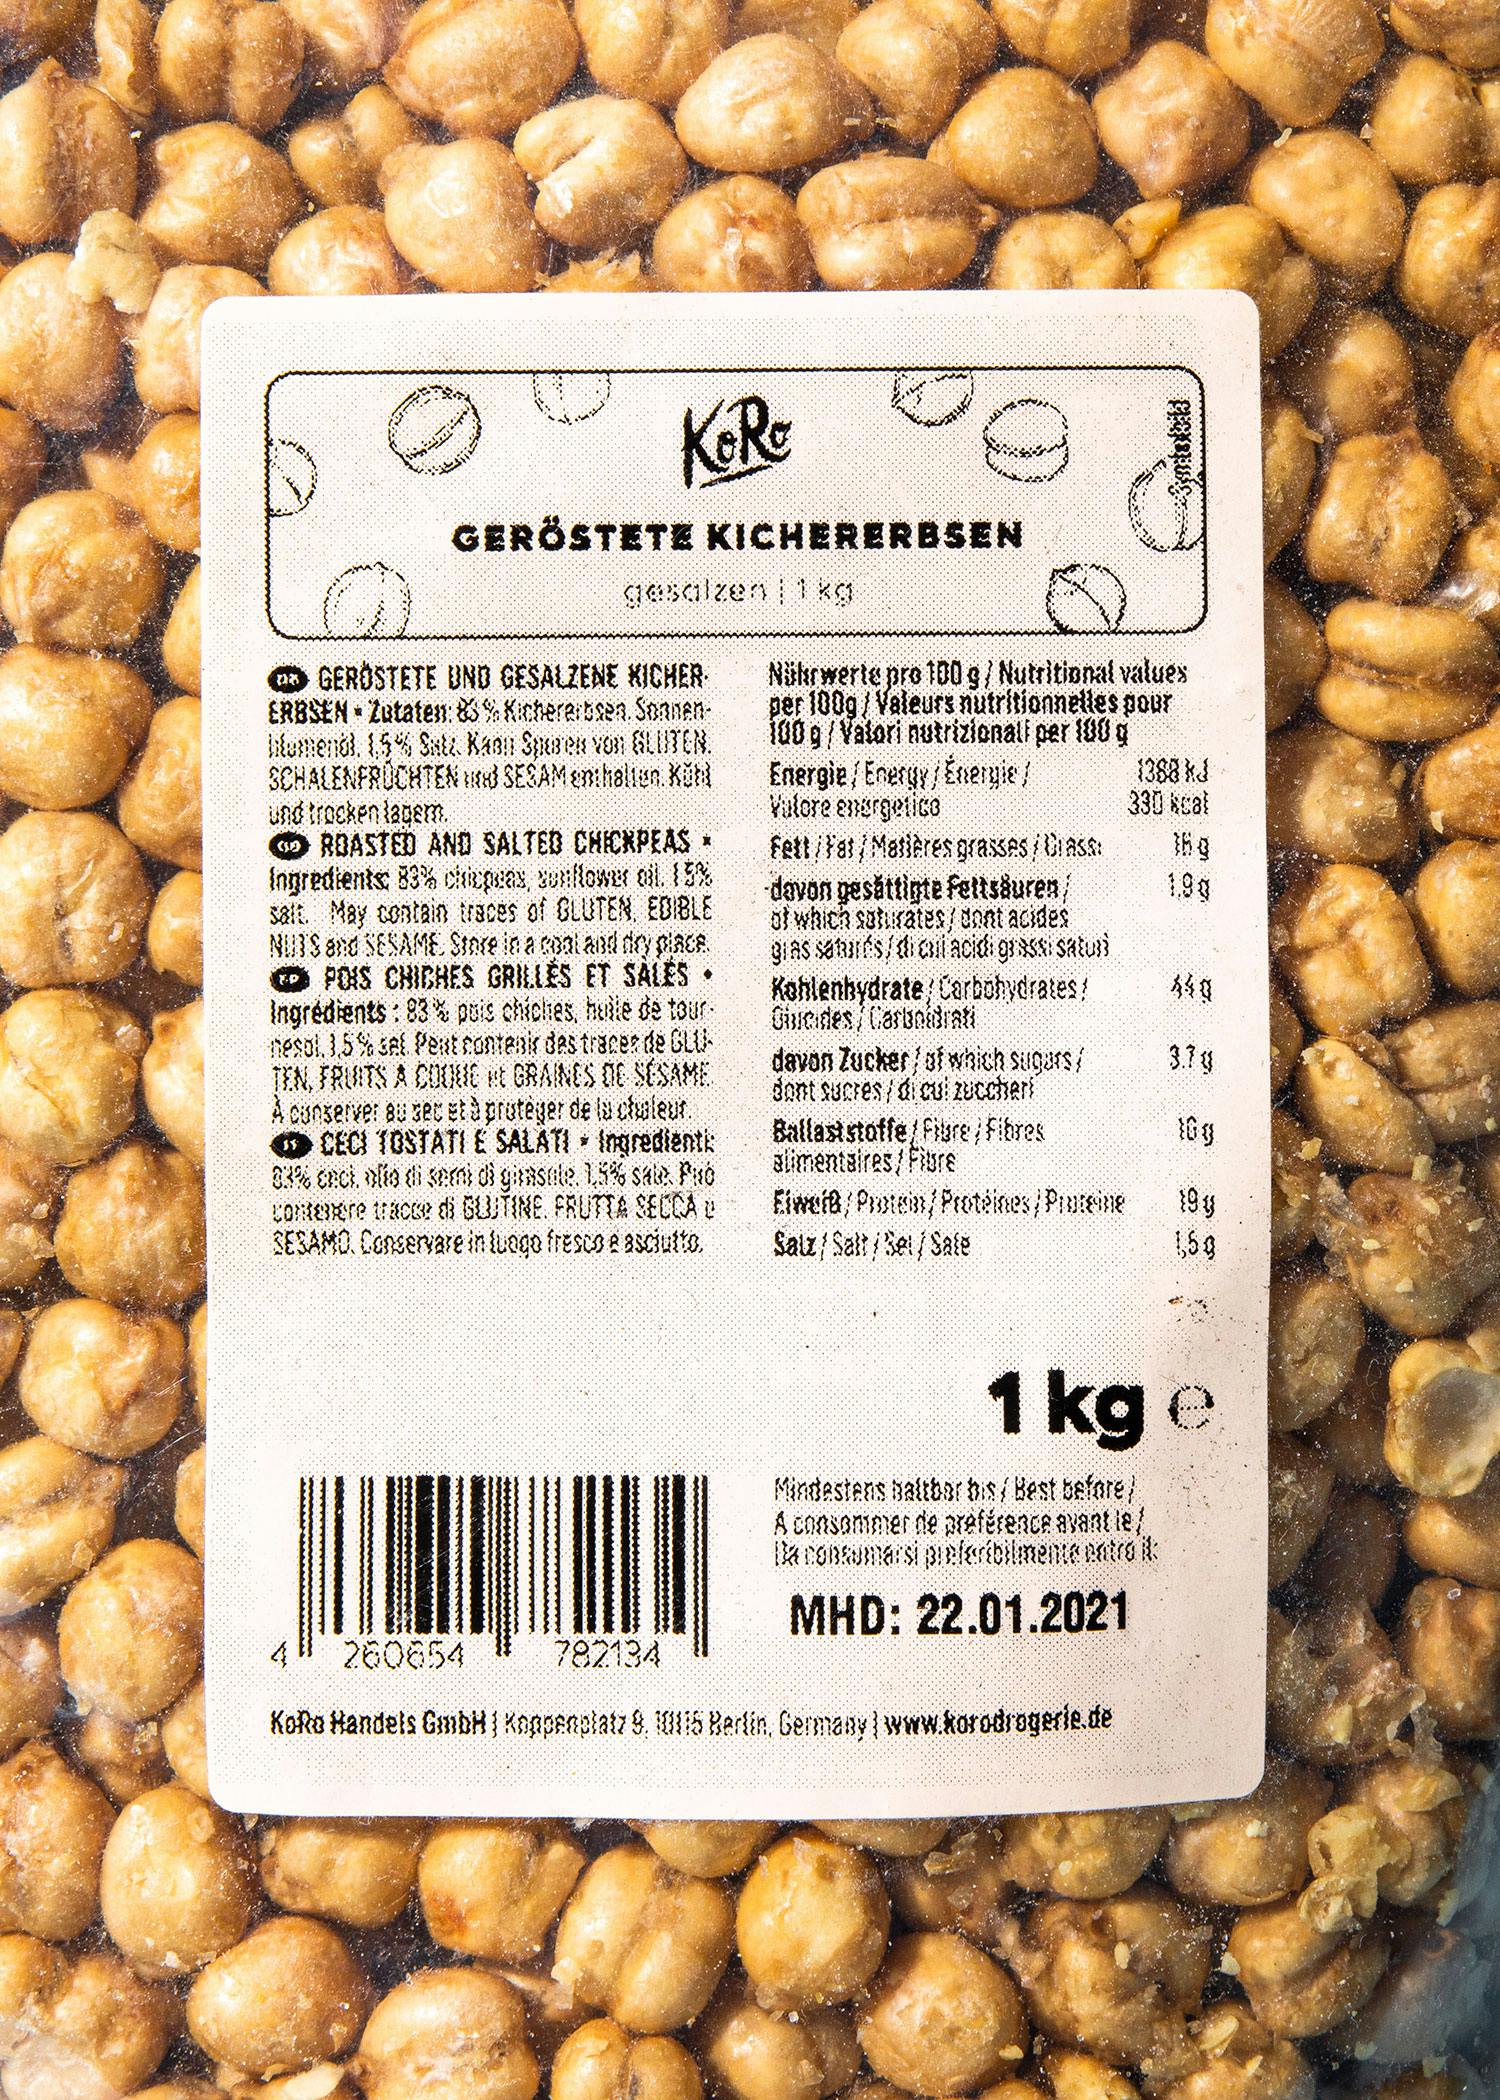 KoRo
Symbolbild
GERÖSTETE KICHERERBSEN
gesalzen | 1 kg
GERÖSTETE UND GESALZENE KICHER-
ERBSEN • Zutaten: 83 % Kichererbsen, Sonnen-
blumenöl, 1,5 % Salz. Kann Spuren von GLUTEN,
SCHALENFRÜCHTEN und SESAM enthalten. Kühl
und trocken lagern.
GB ROASTED AND SALTED CHICKPEAS •
Ingredients: 83% chicpeas, sunflower oil, 1.5%
salt. May contain traces of GLUTEN, EDIBLE
NUTS and SESAME. Store in a cool and dry place.
POIS CHICHES GRILLÉS ET SALÉS •
Ingrédients : 83 % pois chiches, huile de tour-
nesol, 1,5 % sel. Peut contenir des traces de GLU-
TEN, FRUITS À COQUE et GRAINES DE SÉSAME.
À conserver au sec et à protéger de la chaleur.
IT CECI TOSTATI E SALATI • Ingredienti:
83% ceci, olio di semi di girasole, 1,5% sale. Può
contenere tracce di GLUTINE, FRUTTA SECCA e
SESAMO. Conservare in luogo fresco e asciutto.
Nährwerte pro 100 g / Nutritional values
per 100g / Valeurs nutritionnelles pour
100 g / Valori nutrizionali per 100 g
Energie / Energy / Énergie / 1388 kJ
Valore energetico 330 kcal
Fett / Fat / Matières grasses / Grassi 16 g
-davon gesättigte Fettsäuren / 1,9 g
of which saturates / dont acides
gras saturés / di cui acidi grassi saturi
Kohlenhydrate / Carbohydrates / 44 g
Glucides / Carboidrati
davon Zucker / of which sugars / 3,7 g
dont sucres / di cui zuccheri
Ballaststoffe / Fibre / Fibres 16 g
alimentaires / Fibre
Eiweiß / Protein / Protéines / Proteine 19 g
Salz / Salt / Sel / Sale 1,5 g
1 kg ℮
Mindestens haltbar bis / Best before /
A consommer de préférence avant le /
Da consumarsi preferibilmente entro il:
MHD: 22.01.2021
4 260654 782134
KoRo Handels GmbH | Koppenplatz 9, 10115 Berlin, Germany | www.korodrogerie.de